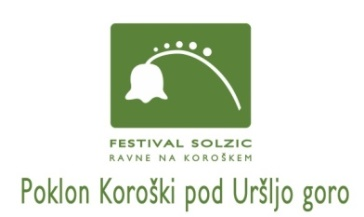 FESTIVAL SOLZIC
RAVNE NA KOROŠKEM
Poklon Koroški pod Uršljo goro